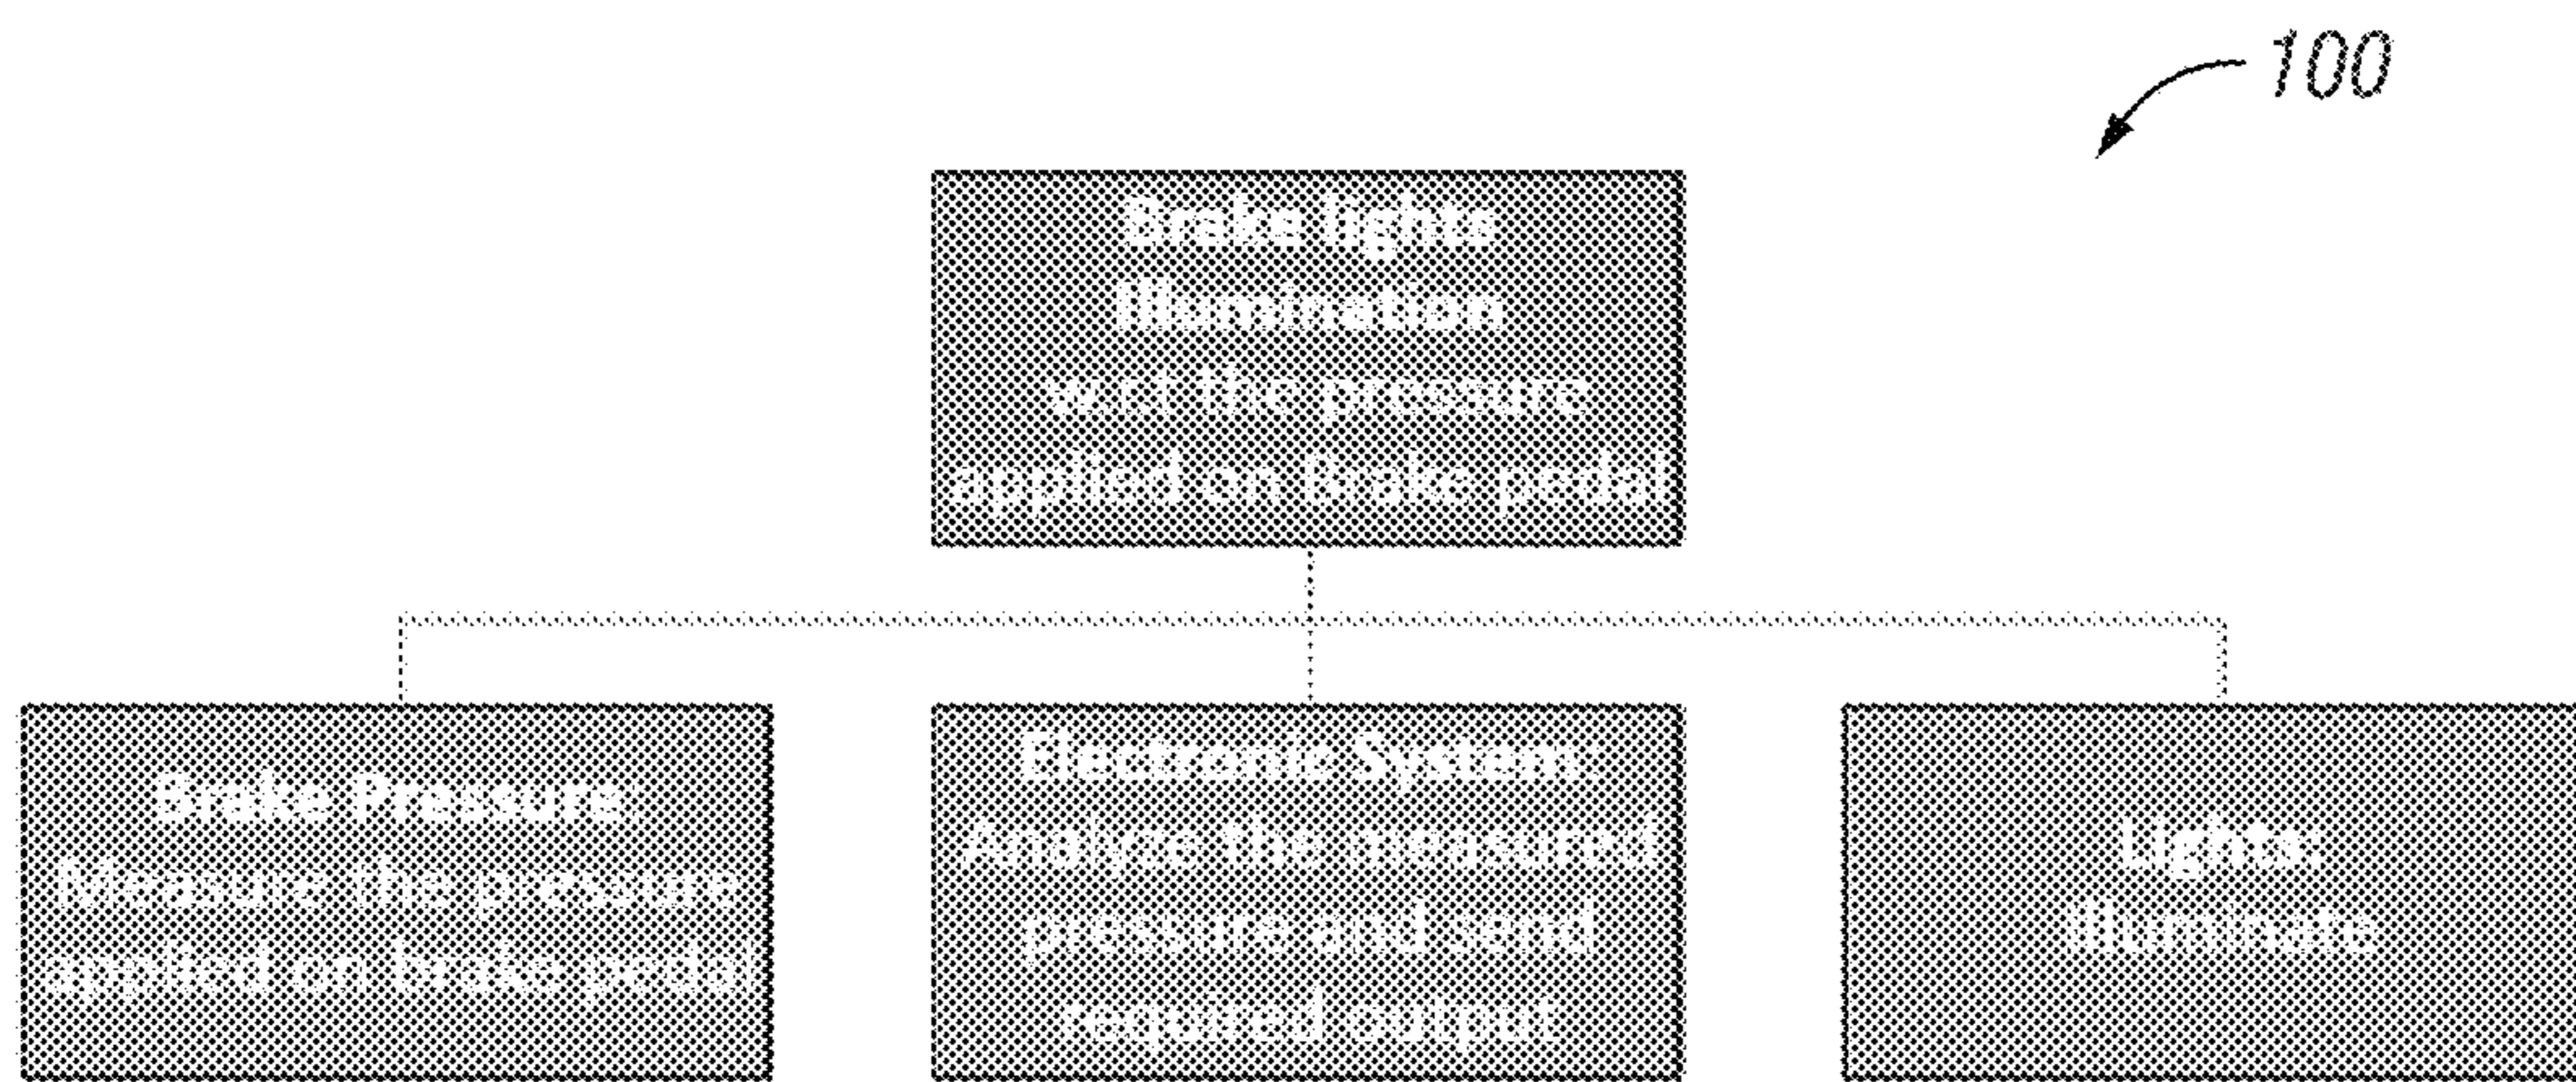 100
Brake lights
Illumination
w.r.t the pressure
applied on Brake pedal
Brake Pressure:
Measure the pressure
applied on brake pedal
Electronic System:
Analyze the measured
pressure and send
required output
Lights:
Illuminate